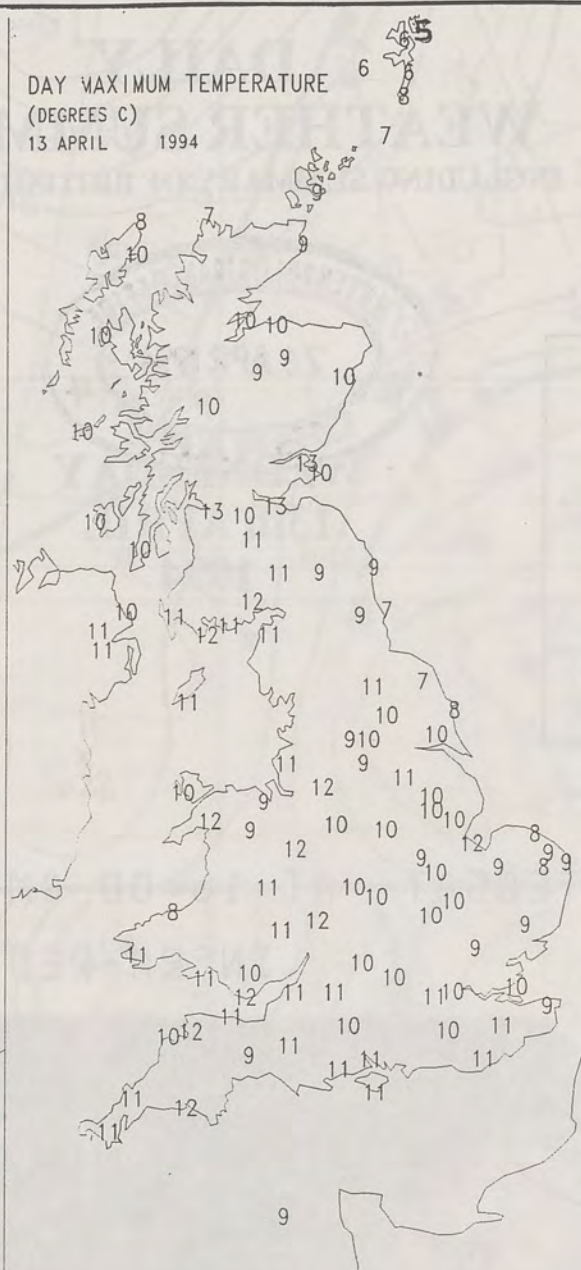 DAY MAXIMUM TEMPERATURE
(DEGREES C)
13 APRIL 1994
5
6
6 6
8
7
9
8 7
10 9
10 10 10
9 9
10 10
10
13
10
10 13 13
10 10
11
11 9 9
12
10 11 9 7
11 12 11 11
11
11 7
11 10 8
9 10 10
11 9
10 9 12 11 10
12 10
9 10 10 10 8
12 12 9
9 10 9 8 9
11 10 10 10
8 11 12 10 9
11 9
11 10 10 10
12 11 11 11 10 10
11 9
10 12 10 10 11
9 11 11 11 11
11 11
11 12
11
9